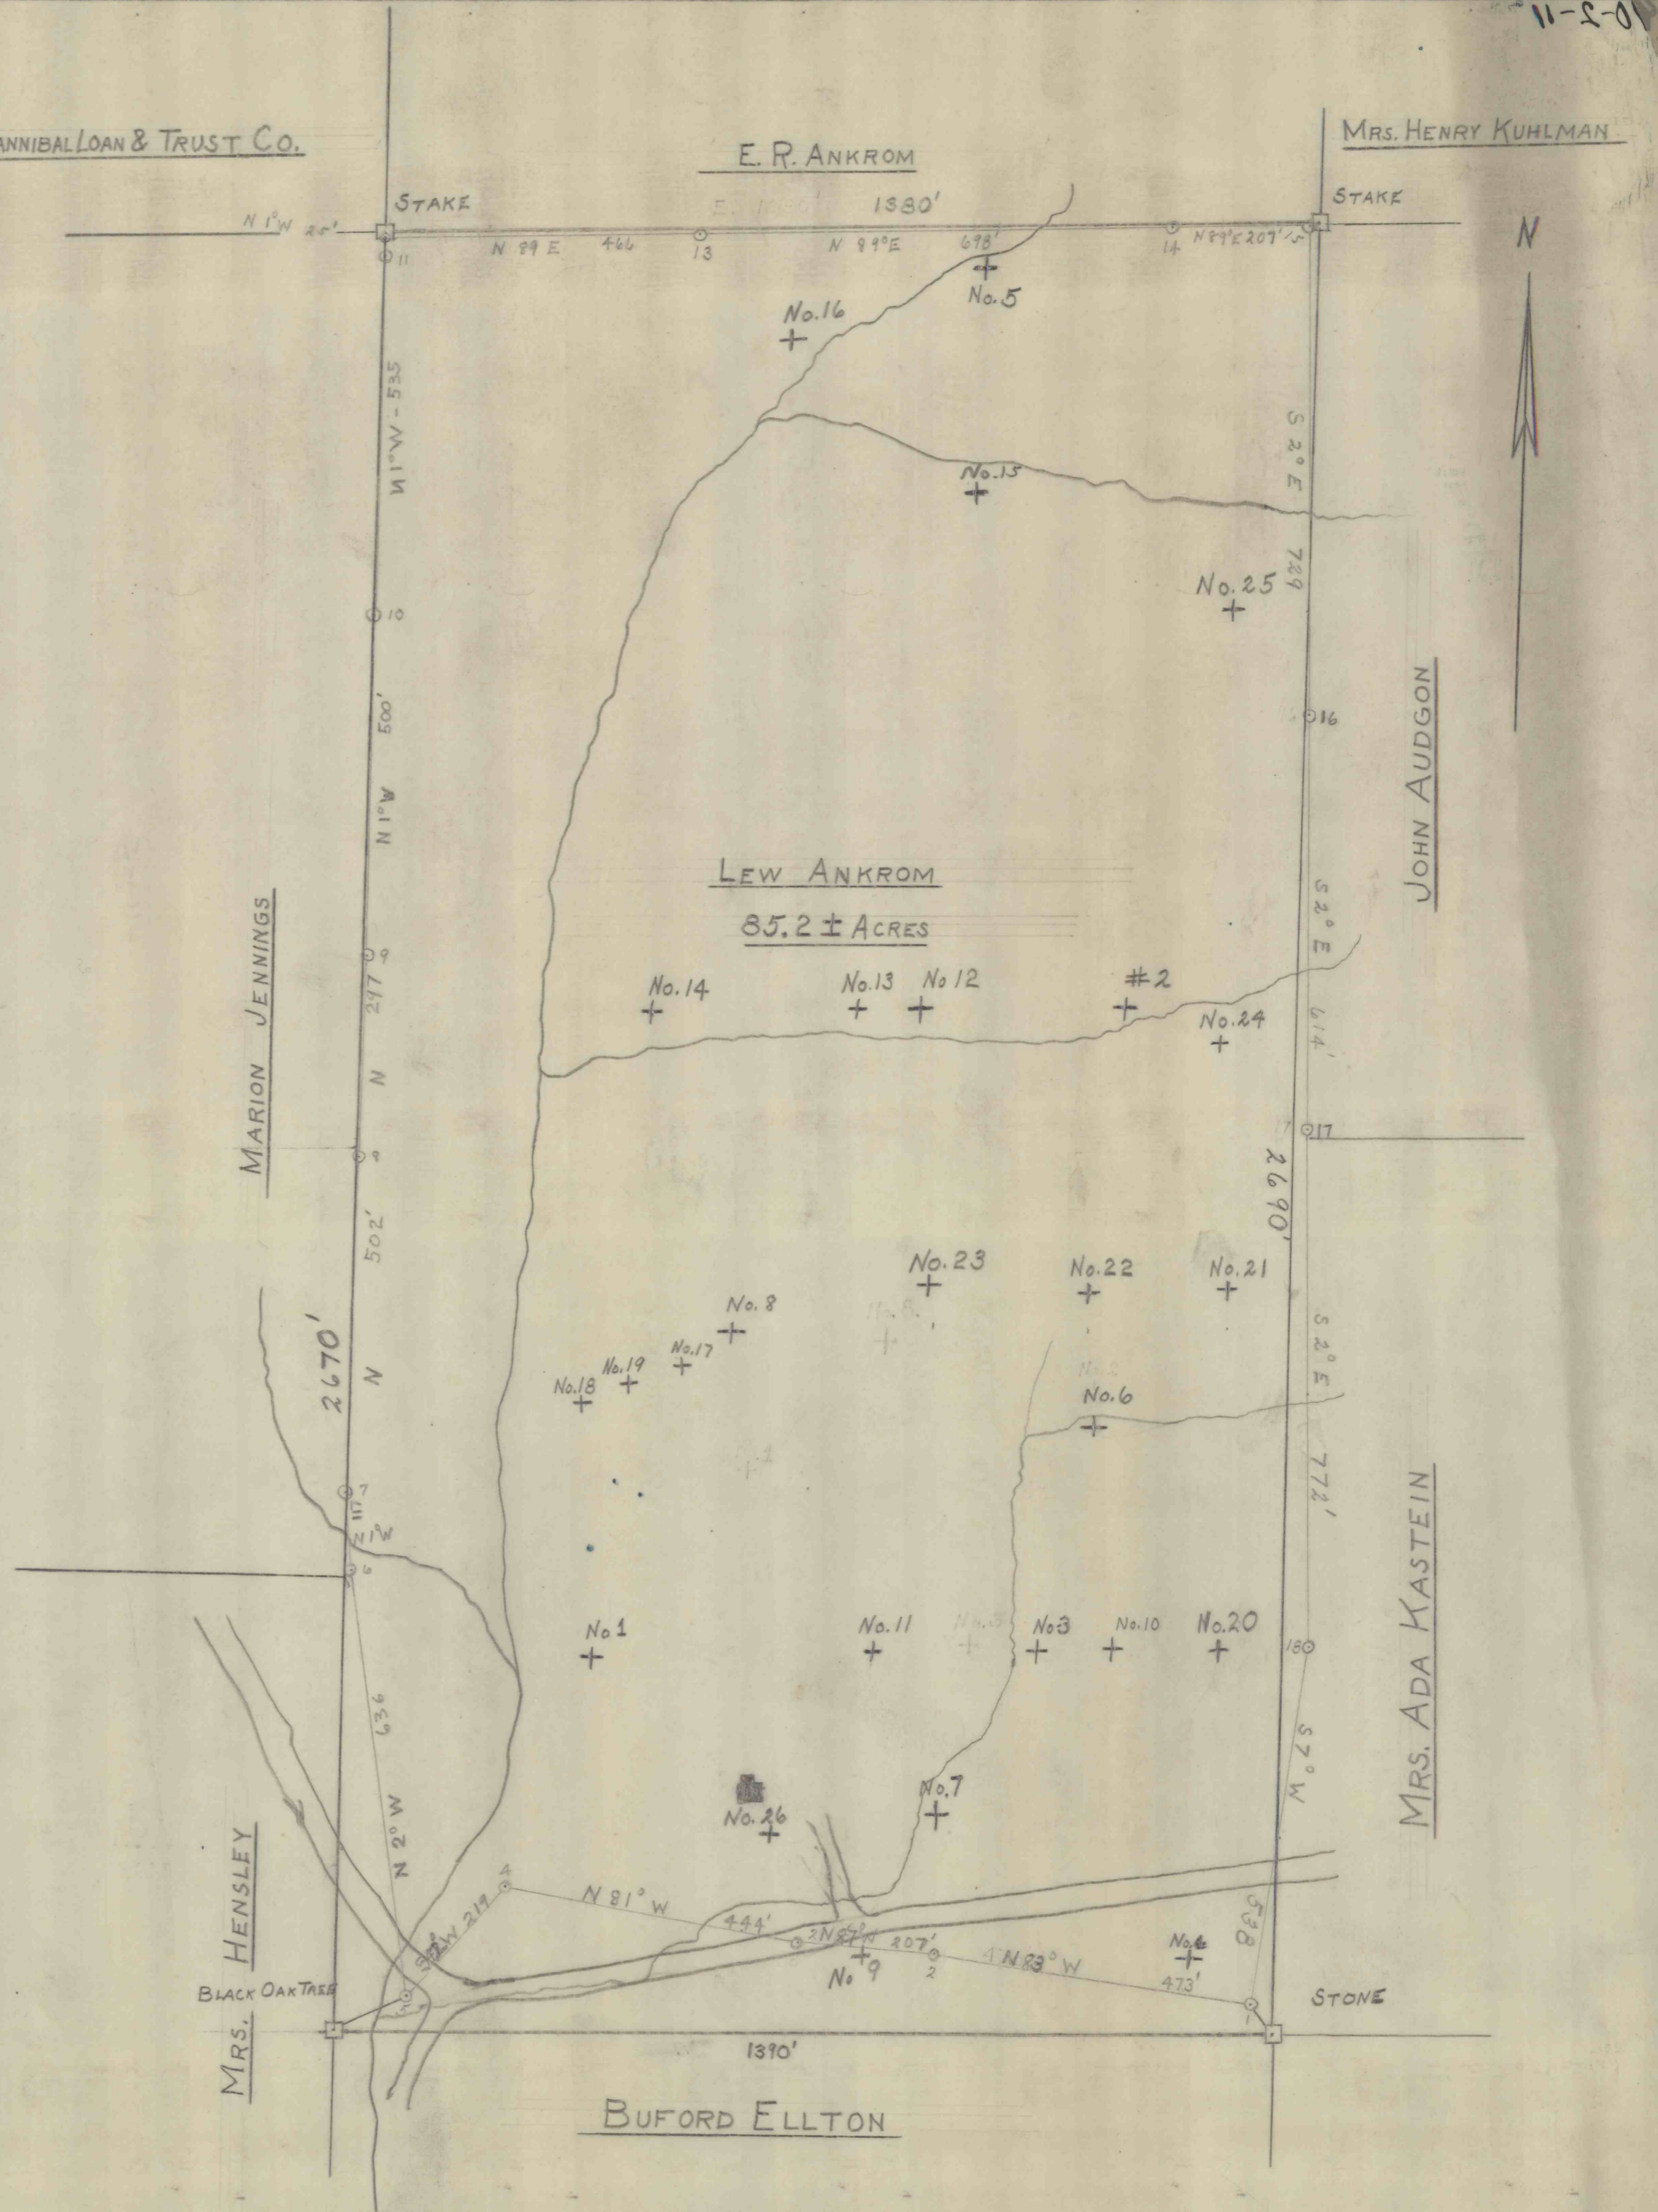 10-2-11
ANNIBAL LOAN & TRUST CO.
E. R. ANKROM
MRS. HENRY KUHLMAN
STAKE
1380'
STAKE
N 1° W 25'
N 89 E 466
N 89° E 698'
N 89° E 207'
11
13
14
15
N
No. 5
No. 16
N 1° W - 535
S 2° E 729
No. 15
No. 25
10
16
500'
N 1° W
JOHN AUDGON
LEW ANKROM
85.2 ± ACRES
MARION JENNINGS
S 2° E
614'
9
297
N
No. 14
No. 13
No 12
#2
No. 24
17
2690'
502'
N
2670'
No. 23
No. 22
No. 21
No. 8
No. 17
No. 19
No. 18
No. 6
S 2° E
772'
7
117
N 1° W
6
MRS. ADA KASTEIN
No 1
No. 11
No 3
No. 10
No. 20
18
636
N 2° W
S 7° W
538
No. 26
No. 7
4
N 81° W
444'
219
207'
2
N 83° W
473'
No 9
MRS. HENSLEY
BLACK OAK TREE
STONE
1390'
BUFORD ELLTON